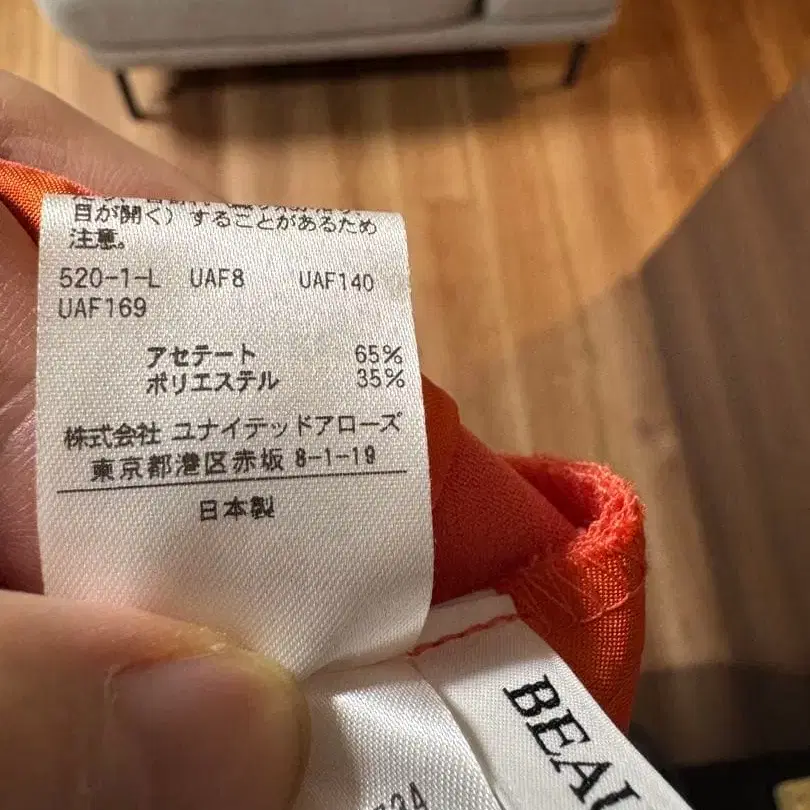 目が開く）することがあるため
注意。
520-1-L UAF8 UAF140
UAF169
アセテート 65%
ポリエステル 35%
株式会社 ユナイテッドアローズ
東京都港区赤坂 8-1-19
日本製
BEAU